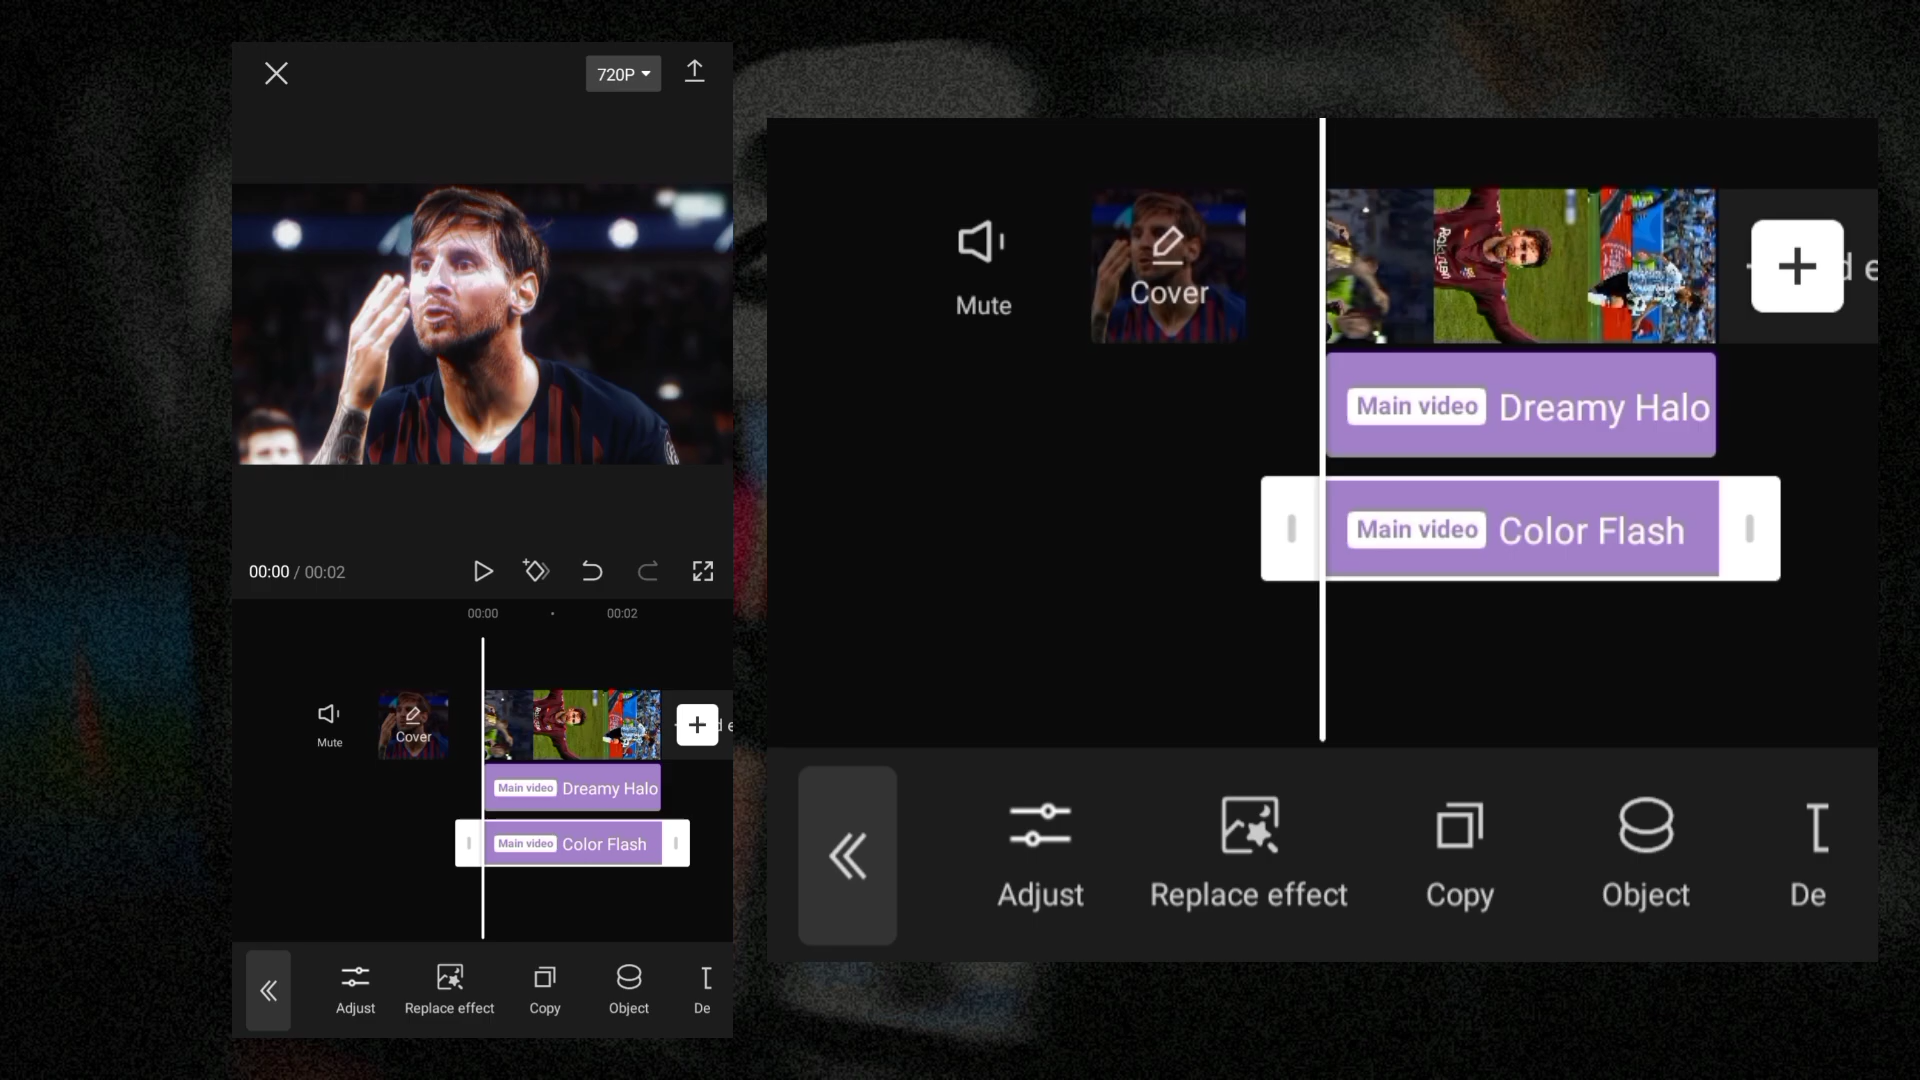 720P
00:00 / 00:02
00:00
00:02
Mute
Cover
d e
Main video Dreamy Halo
Main video Color Flash
Adjust
Replace effect
Copy
Object
De
Mute
Cover
d e
Main video Dreamy Halo
Main video Color Flash
Adjust
Replace effect
Copy
Object
De